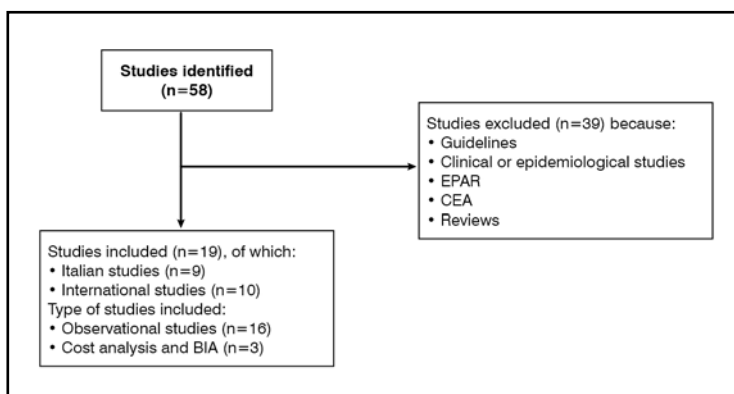 Studies identified
(n=58)
Studies excluded (n=39) because:
• Guidelines
• Clinical or epidemiological studies
• EPAR
• CEA
• Reviews
Studies included (n=19), of which:
• Italian studies (n=9)
• International studies (n=10)
Type of studies included:
• Observational studies (n=16)
• Cost analysis and BIA (n=3)